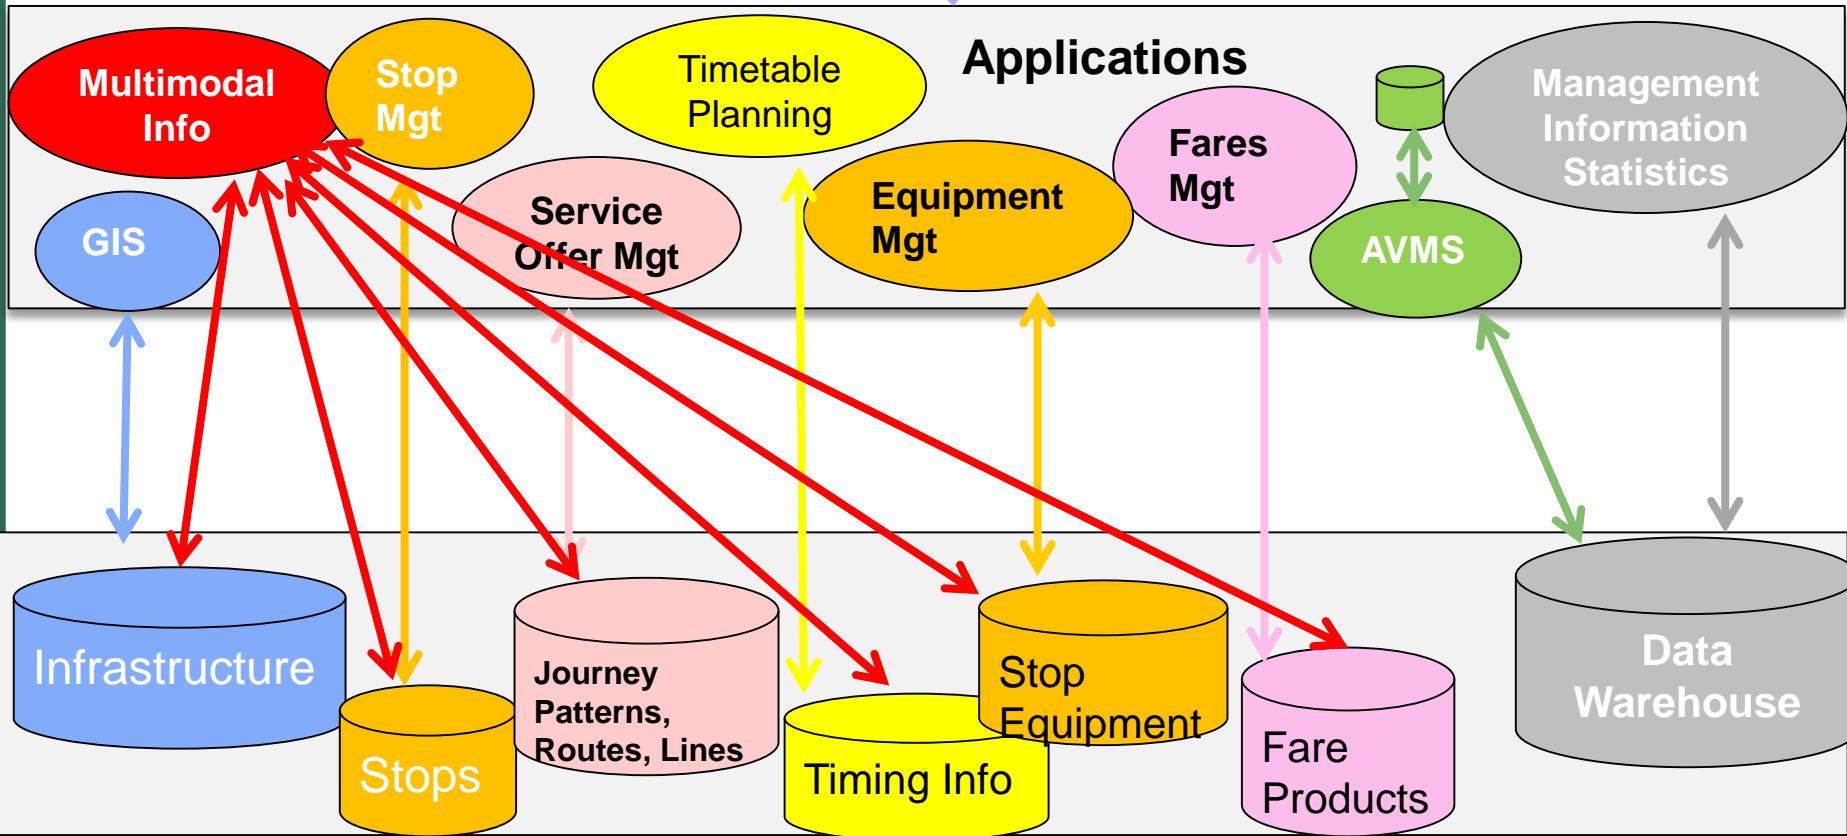 Applications
Multimodal
Info
Stop
Mgt
Timetable
Planning
Management
Information
Statistics
Fares
Mgt
GIS
Service
Offer Mgt
Equipment
Mgt
AVMS
Infrastructure
Stops
Journey
Patterns,
Routes, Lines
Timing Info
Stop
Equipment
Fare
Products
Data
Warehouse